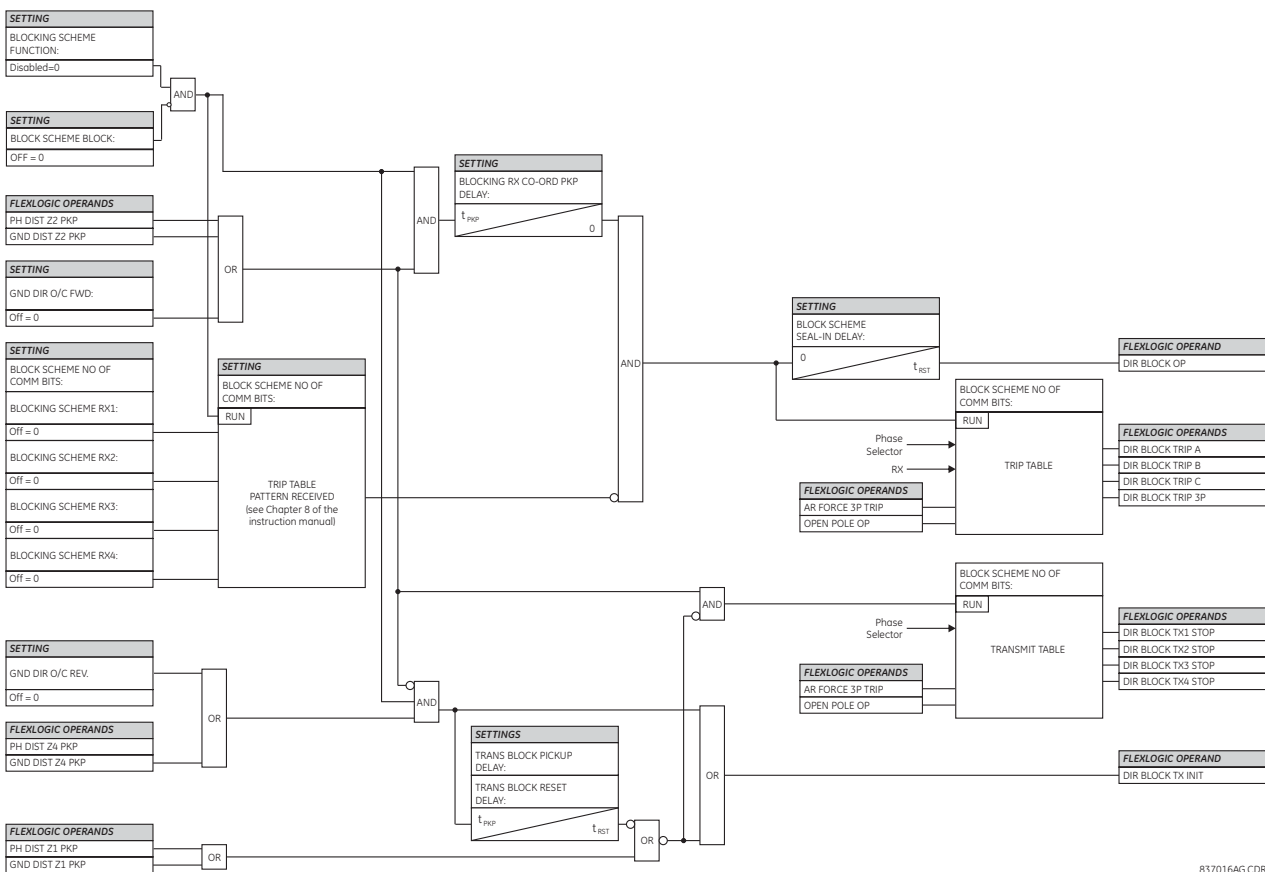 SETTING
BLOCKING SCHEME
FUNCTION:
Disabled=0
AND
SETTING
BLOCK SCHEME BLOCK:
OFF = 0
FLEXLOGIC OPERANDS
PH DIST Z2 PKP
GND DIST Z2 PKP
OR
SETTING
GND DIR O/C FWD:
Off = 0
SETTING
BLOCK SCHEME NO OF
COMM BITS:
BLOCKING SCHEME RX1:
Off = 0
BLOCKING SCHEME RX2:
Off = 0
BLOCKING SCHEME RX3:
Off = 0
BLOCKING SCHEME RX4:
Off = 0
SETTING
BLOCK SCHEME NO OF
COMM BITS:
RUN
TRIP TABLE
PATTERN RECEIVED
(see Chapter 8 of the
instruction manual)
AND
SETTING
BLOCKING RX CO-ORD PKP
DELAY:
tPKP
0
AND
SETTING
BLOCK SCHEME
SEAL-IN DELAY:
0
tRST
FLEXLOGIC OPERAND
DIR BLOCK OP
BLOCK SCHEME NO OF
COMM BITS:
RUN
Phase
Selector
RX
TRIP TABLE
FLEXLOGIC OPERANDS
AR FORCE 3P TRIP
OPEN POLE OP
FLEXLOGIC OPERANDS
DIR BLOCK TRIP A
DIR BLOCK TRIP B
DIR BLOCK TRIP C
DIR BLOCK TRIP 3P
AND
BLOCK SCHEME NO OF
COMM BITS:
RUN
Phase
Selector
TRANSMIT TABLE
FLEXLOGIC OPERANDS
AR FORCE 3P TRIP
OPEN POLE OP
FLEXLOGIC OPERANDS
DIR BLOCK TX1 STOP
DIR BLOCK TX2 STOP
DIR BLOCK TX3 STOP
DIR BLOCK TX4 STOP
SETTING
GND DIR O/C REV.
Off = 0
OR
FLEXLOGIC OPERANDS
PH DIST Z4 PKP
GND DIST Z4 PKP
AND
SETTINGS
TRANS BLOCK PICKUP
DELAY:
TRANS BLOCK RESET
DELAY:
tPKP
tRST
OR
OR
FLEXLOGIC OPERAND
DIR BLOCK TX INIT
FLEXLOGIC OPERANDS
PH DIST Z1 PKP
GND DIST Z1 PKP
OR
837016AG.CDR